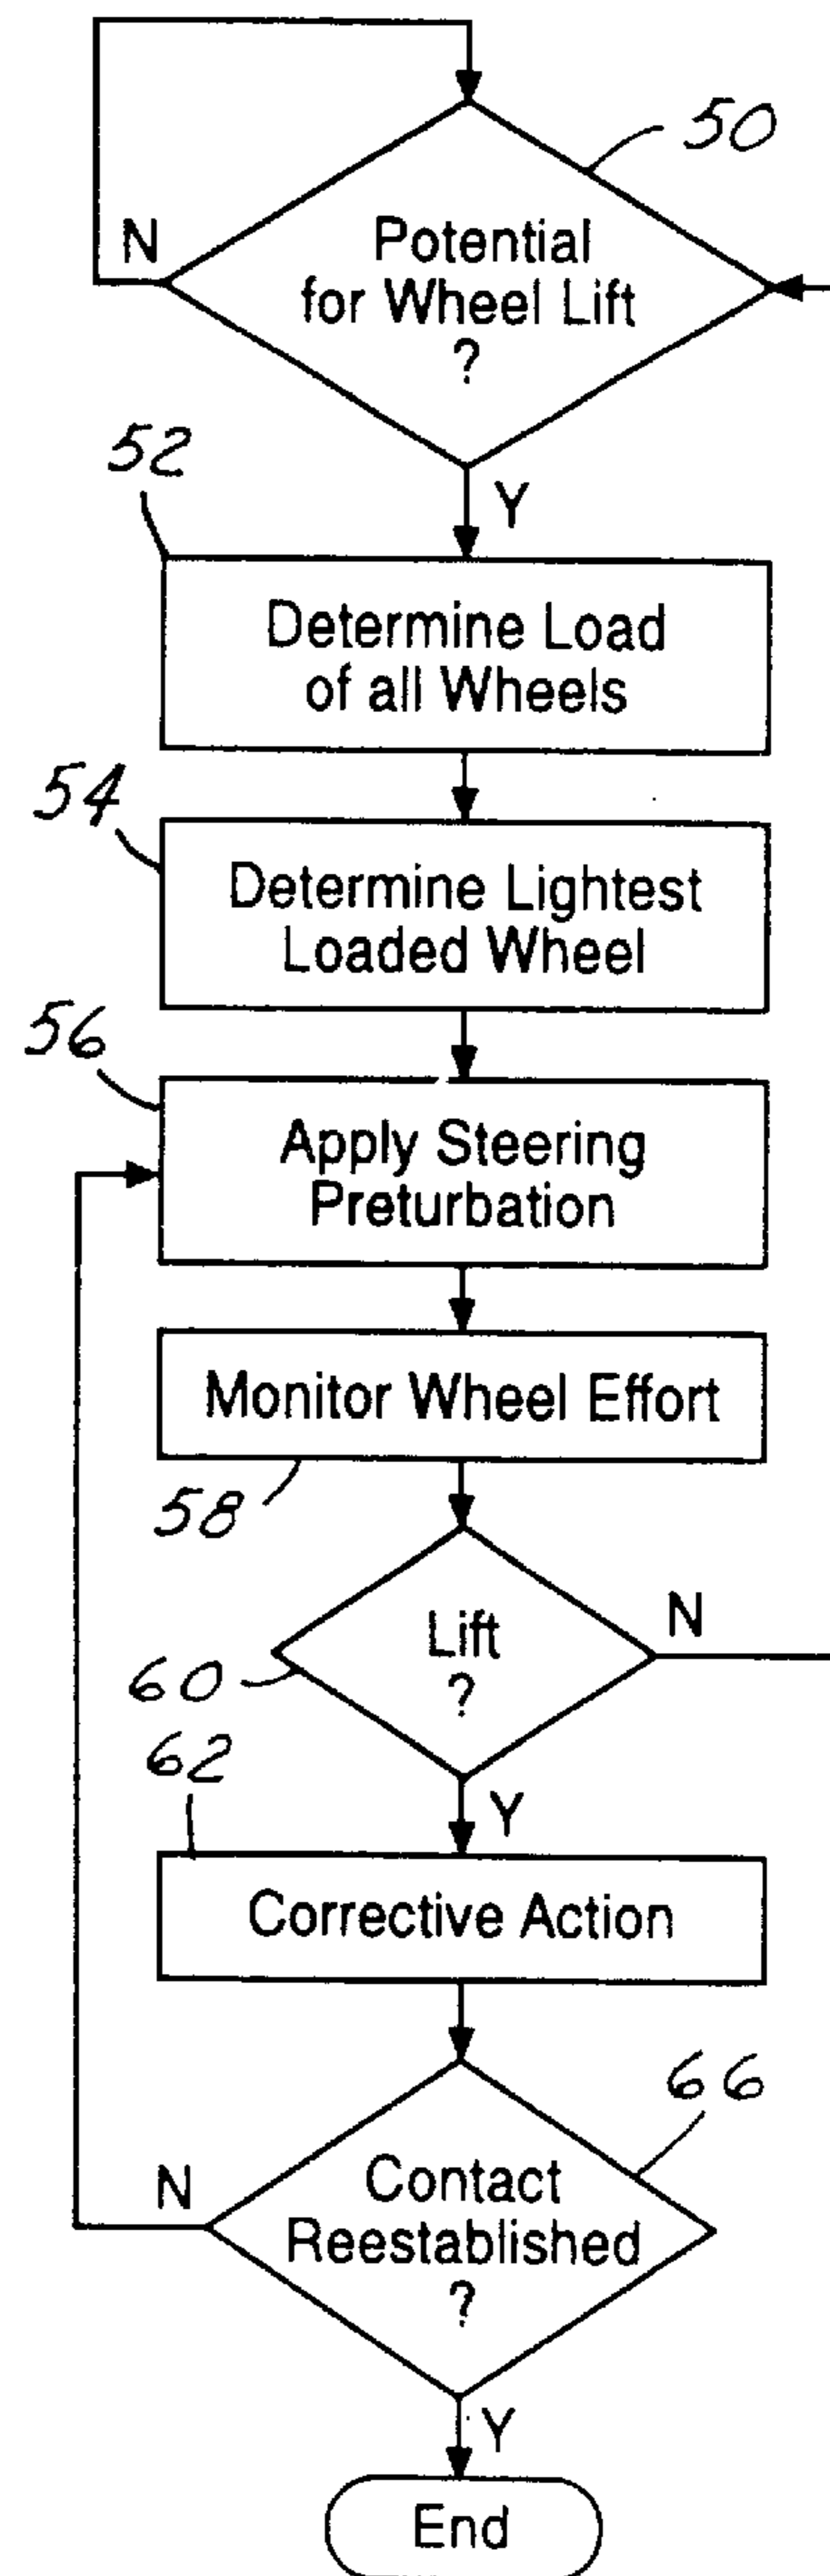 50
N
Potential
for Wheel Lift
?
52
Y
Determine Load
of all Wheels
54
Determine Lightest
Loaded Wheel
56
Apply Steering
Preturbation
Monitor Wheel Effort
58
Lift
?
N
60
62
Y
Corrective Action
66
N
Contact
Reestablished
?
Y
End